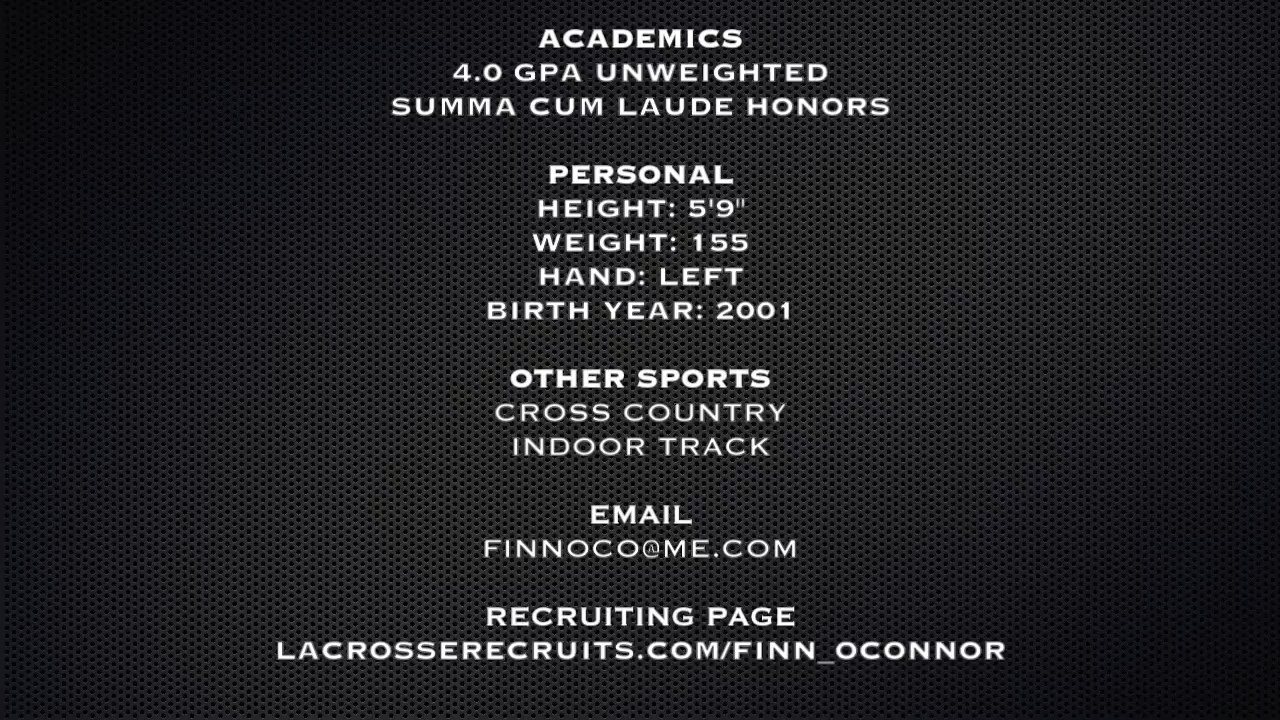 ACADEMICS
4.0 GPA UNWEIGHTED
SUMMA CUM LAUDE HONORS
PERSONAL
HEIGHT: 5'9"
WEIGHT: 155
HAND: LEFT
BIRTH YEAR: 2001
OTHER SPORTS
CROSS COUNTRY
INDOOR TRACK
EMAIL
FINNOCO@ME.COM
RECRUITING PAGE
LACROSSERECRUITS.COM/FINN_OCONNOR